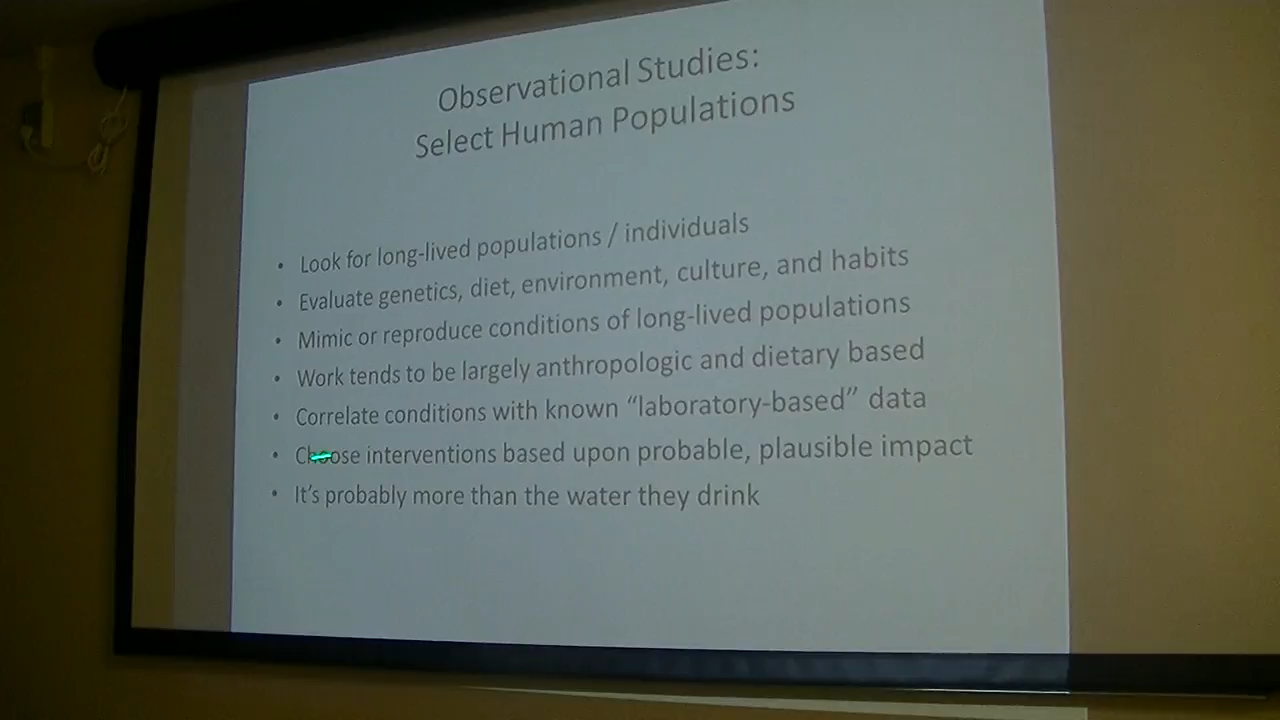 Observational Studies:
Select Human Populations
• Look for long-lived populations / individuals
• Evaluate genetics, diet, environment, culture, and habits
• Mimic or reproduce conditions of long-lived populations
• Work tends to be largely anthropologic and dietary based
• Correlate conditions with known “laboratory-based” data
• Choose interventions based upon probable, plausible impact
• It’s probably more than the water they drink